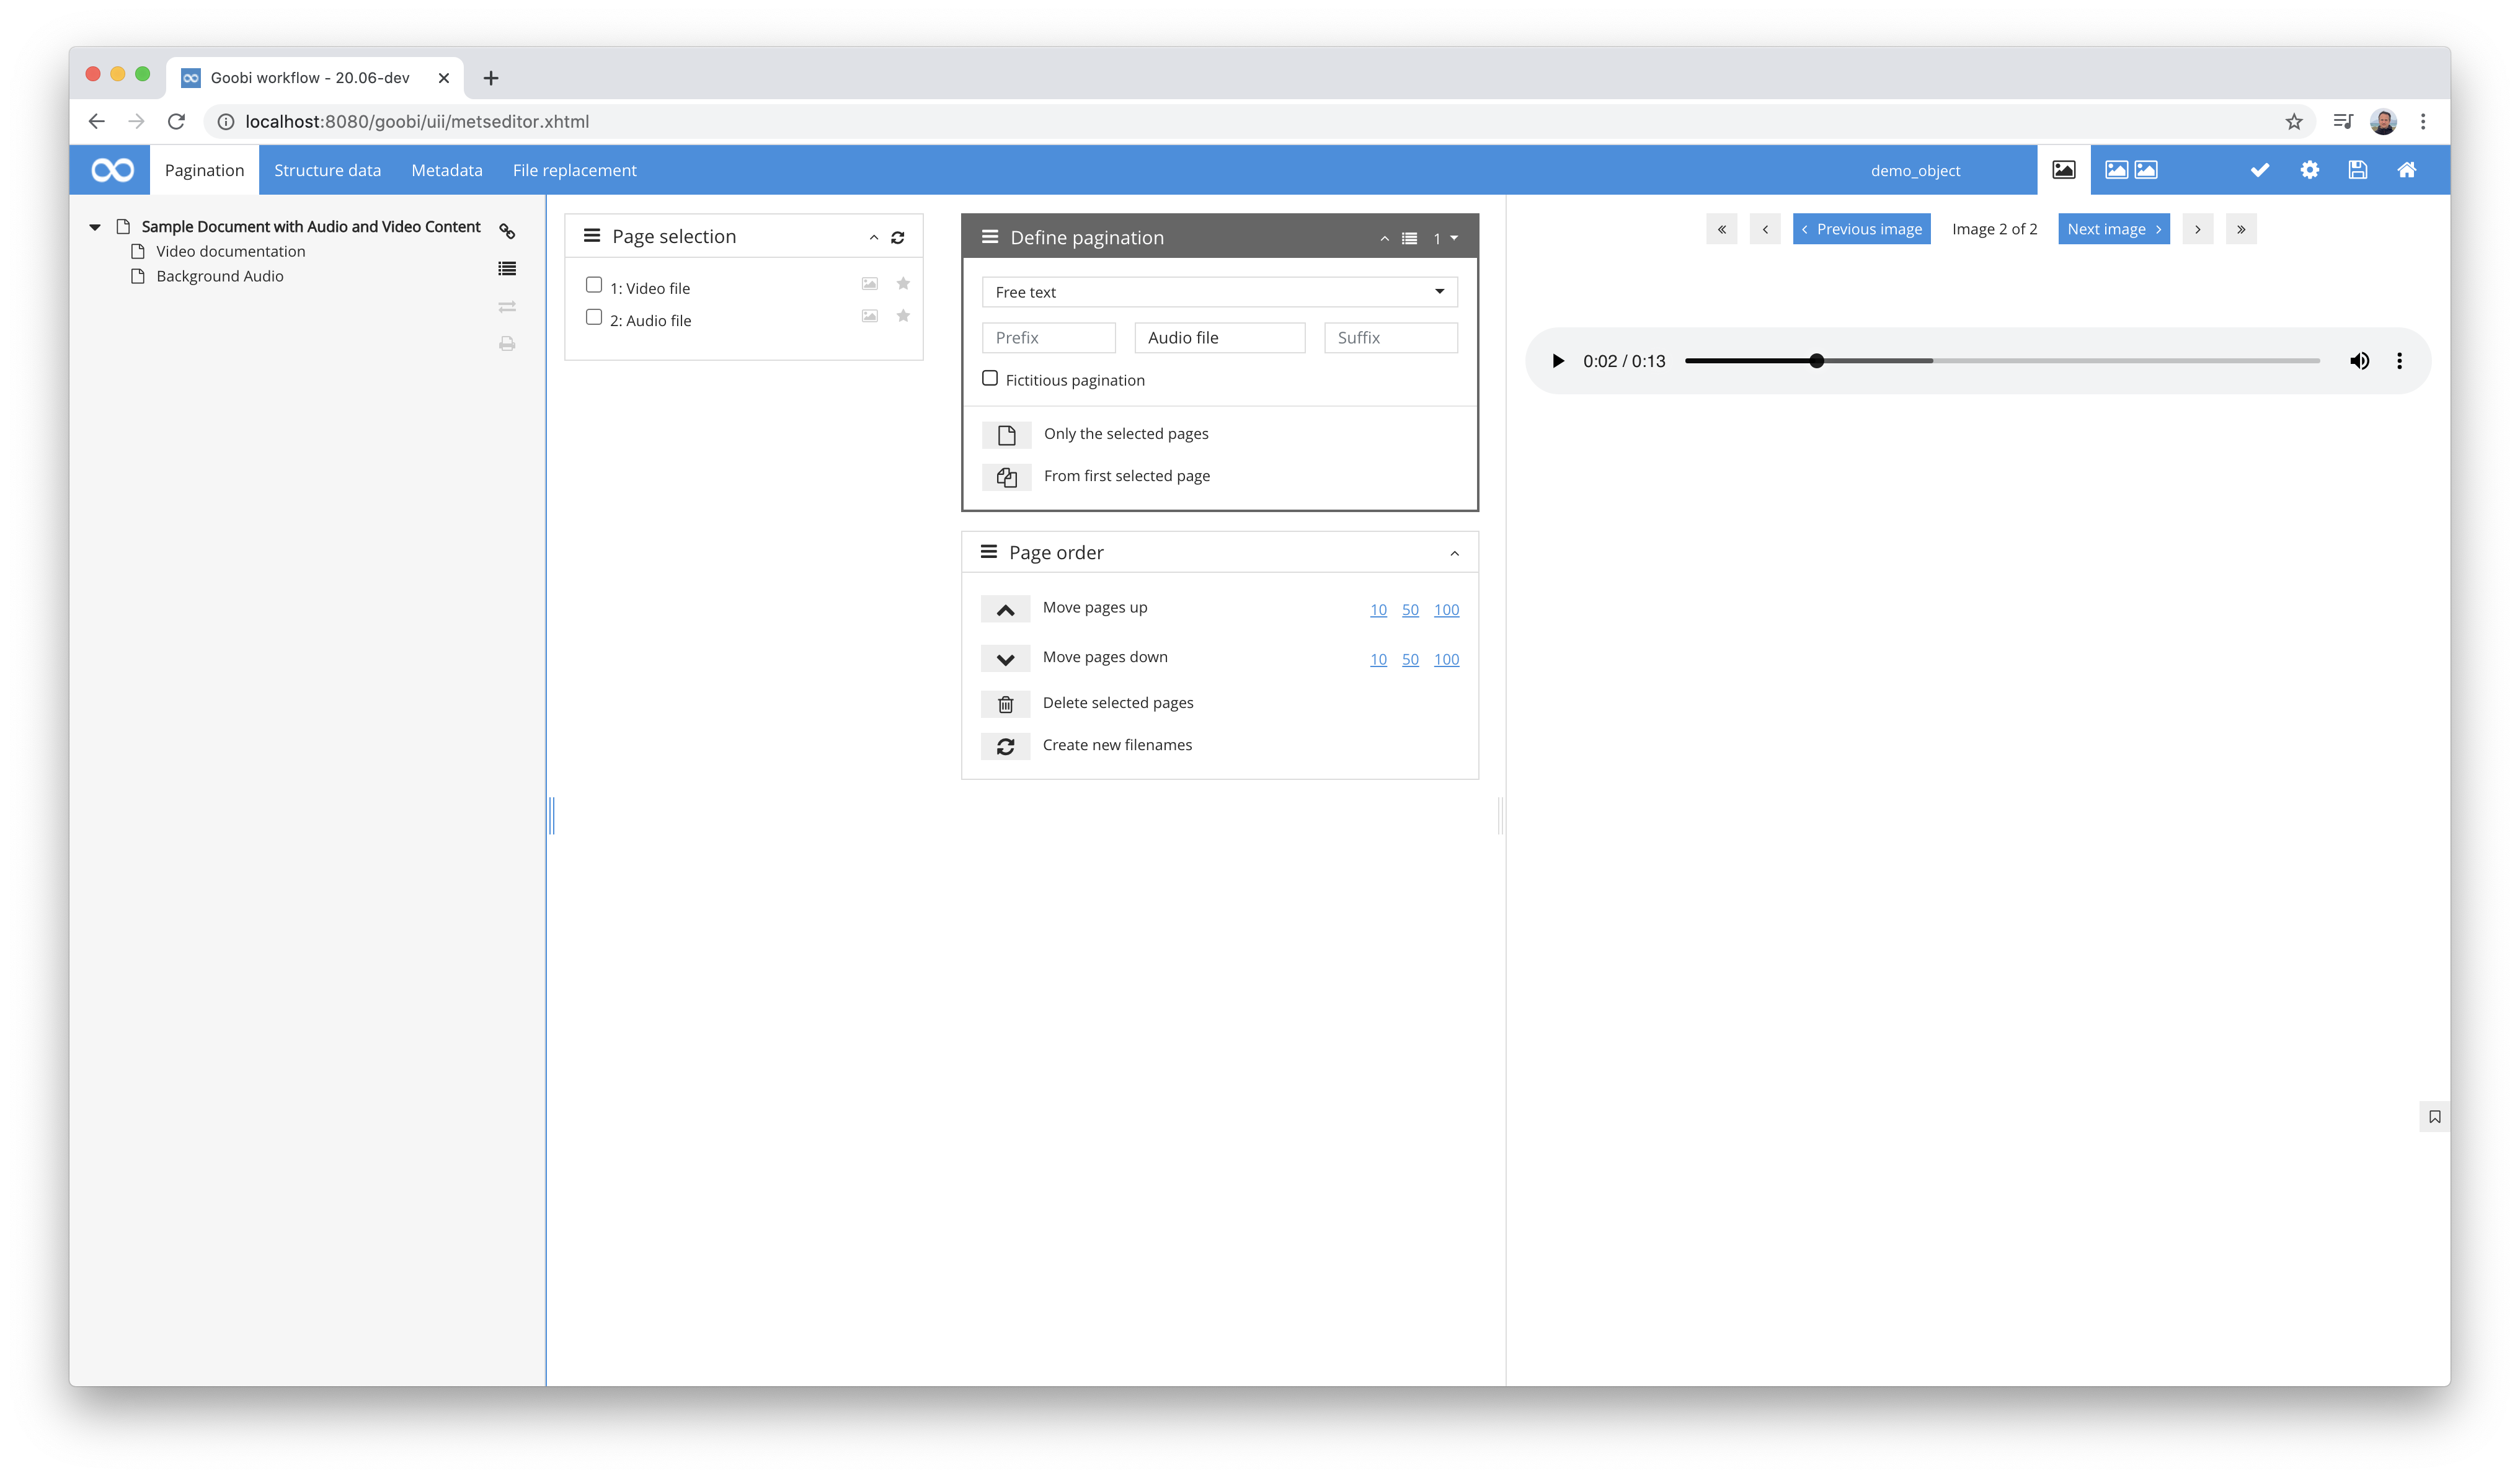 Goobi workflow - 20.06-dev
localhost:8080/goobi/uii/metseditor.xhtml
Pagination Structure data Metadata File replacement demo_object
Sample Document with Audio and Video Content
Video documentation
Background Audio
Page selection
1: Video file
2: Audio file
Define pagination 1
Free text
Prefix Audio file Suffix
Fictitious pagination
Only the selected pages
From first selected page
Page order
Move pages up 10 50 100
Move pages down 10 50 100
Delete selected pages
Create new filenames
« ‹ ‹ Previous image Image 2 of 2 Next image › › »
0:02 / 0:13